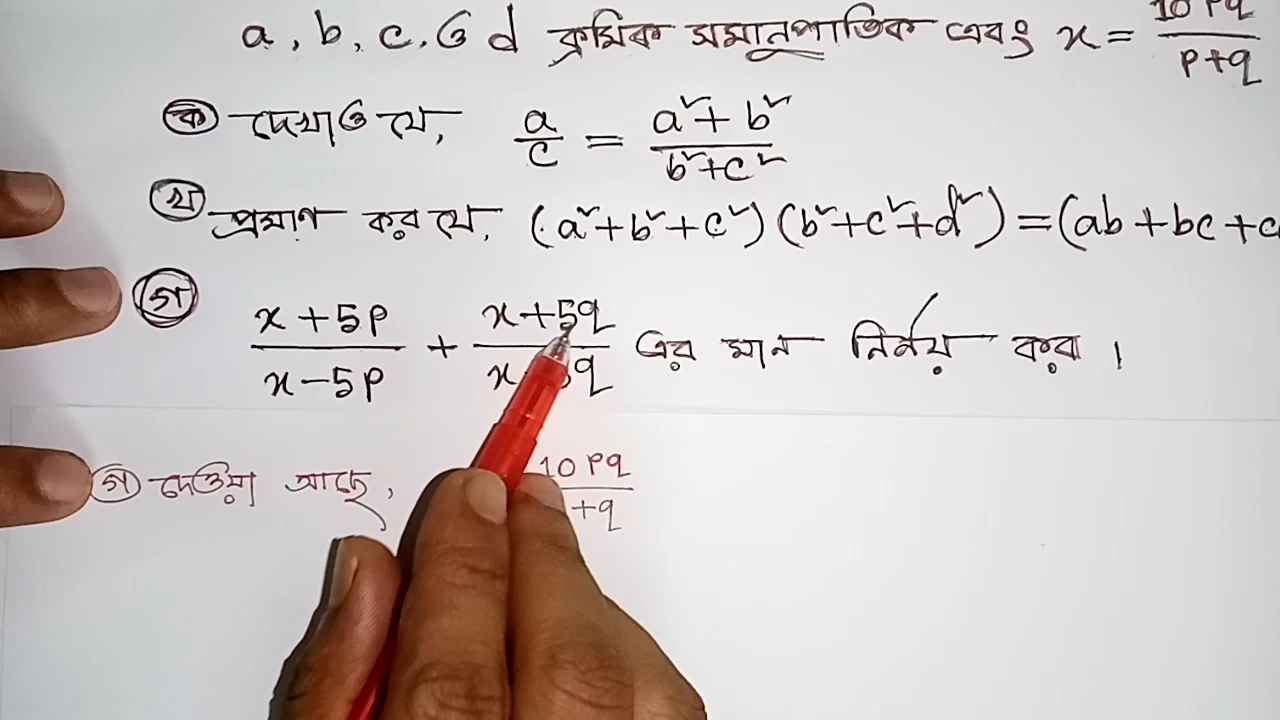 a, b, c, ও d ক্রমিক সমানুপাতিক এবং x = 10pq/p+q
ক দেখাও যে, a/c = a²+b²/b²+c²
খ প্রমাণ কর যে, (a²+b²+c²)(b²+c²+d²)=(ab+bc+c
গ x+5p/x-5p + x+5q/x q এর মান নির্ণয় কর।
গ দেওয়া আছে, 10pq/+q